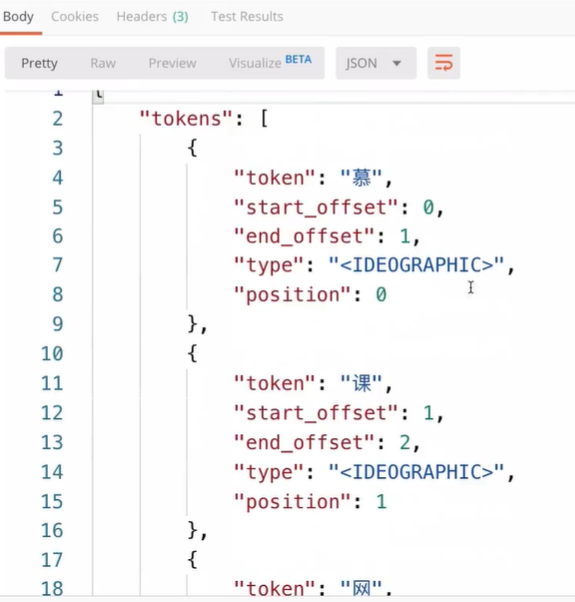 Body Cookies Headers (3) Test Results
Pretty Raw Preview Visualize BETA JSON
1 {
2 "tokens": [
3 {
4 "token": "慕",
5 "start_offset": 0,
6 "end_offset": 1,
7 "type": "<IDEOGRAPHIC>",
8 "position": 0
9 },
10 {
11 "token": "课",
12 "start_offset": 1,
13 "end_offset": 2,
14 "type": "<IDEOGRAPHIC>",
15 "position": 1
16 },
17 {
18 "token": "网",